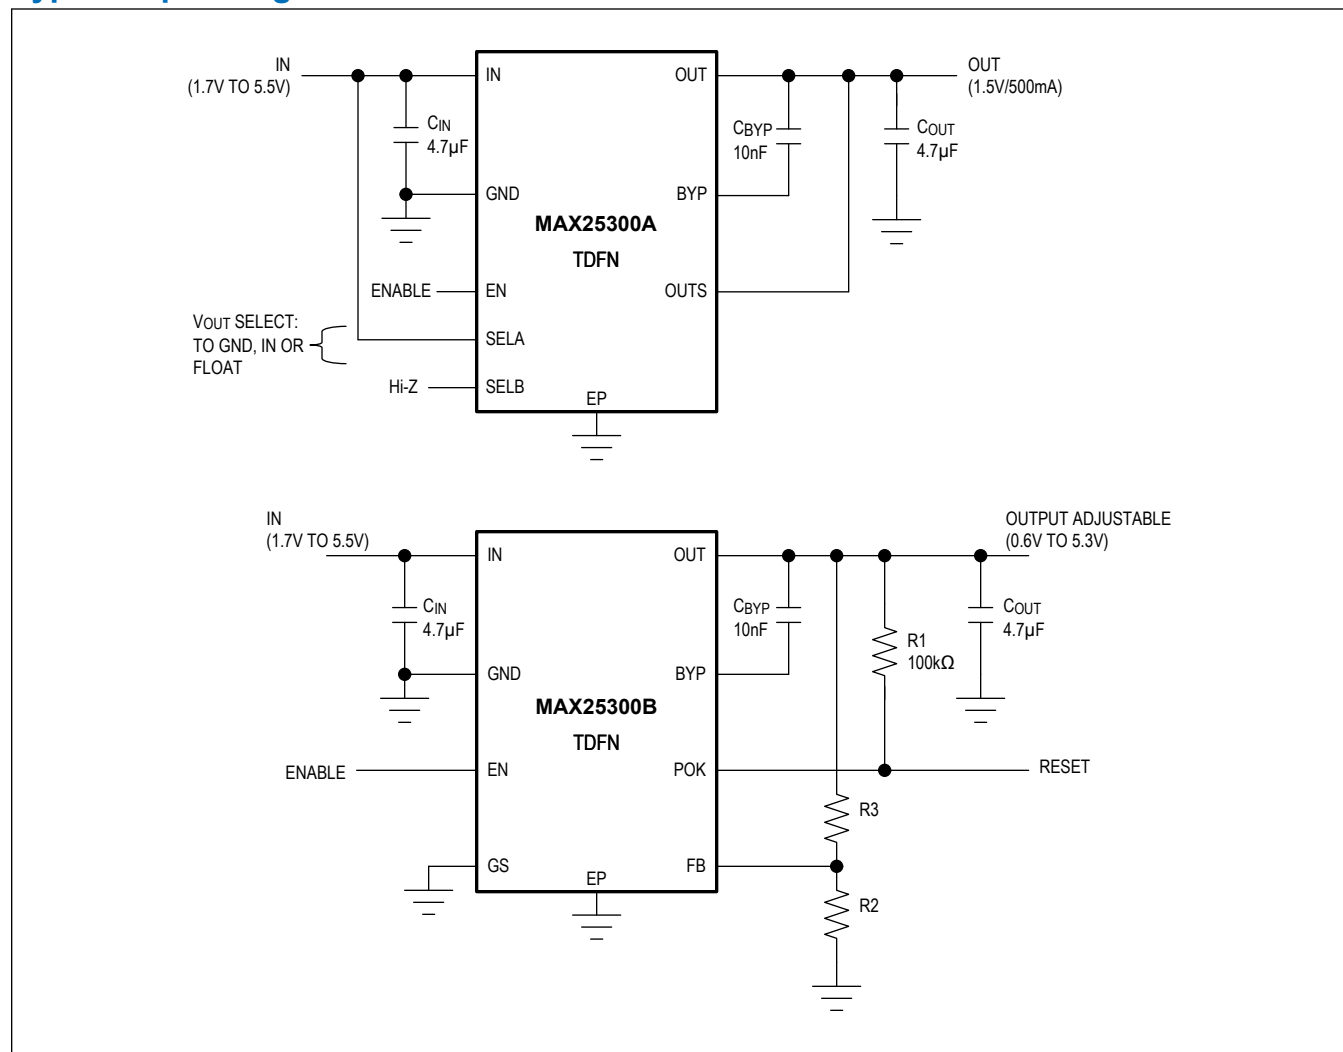 IN
(1.7V TO 5.5V)
IN
OUT
OUT
(1.5V/500mA)
CIN
4.7µF
CBYP
10nF
COUT
4.7µF
GND
BYP
MAX25300A
TDFN
ENABLE
EN
OUTS
VOUT SELECT:
TO GND, IN OR
FLOAT
SELA
Hi-Z
SELB
EP
IN
(1.7V TO 5.5V)
IN
OUT
OUTPUT ADJUSTABLE
(0.6V TO 5.3V)
CIN
4.7µF
CBYP
10nF
R1
100kΩ
COUT
4.7µF
GND
BYP
MAX25300B
TDFN
ENABLE
EN
POK
RESET
R3
GS
FB
EP
R2